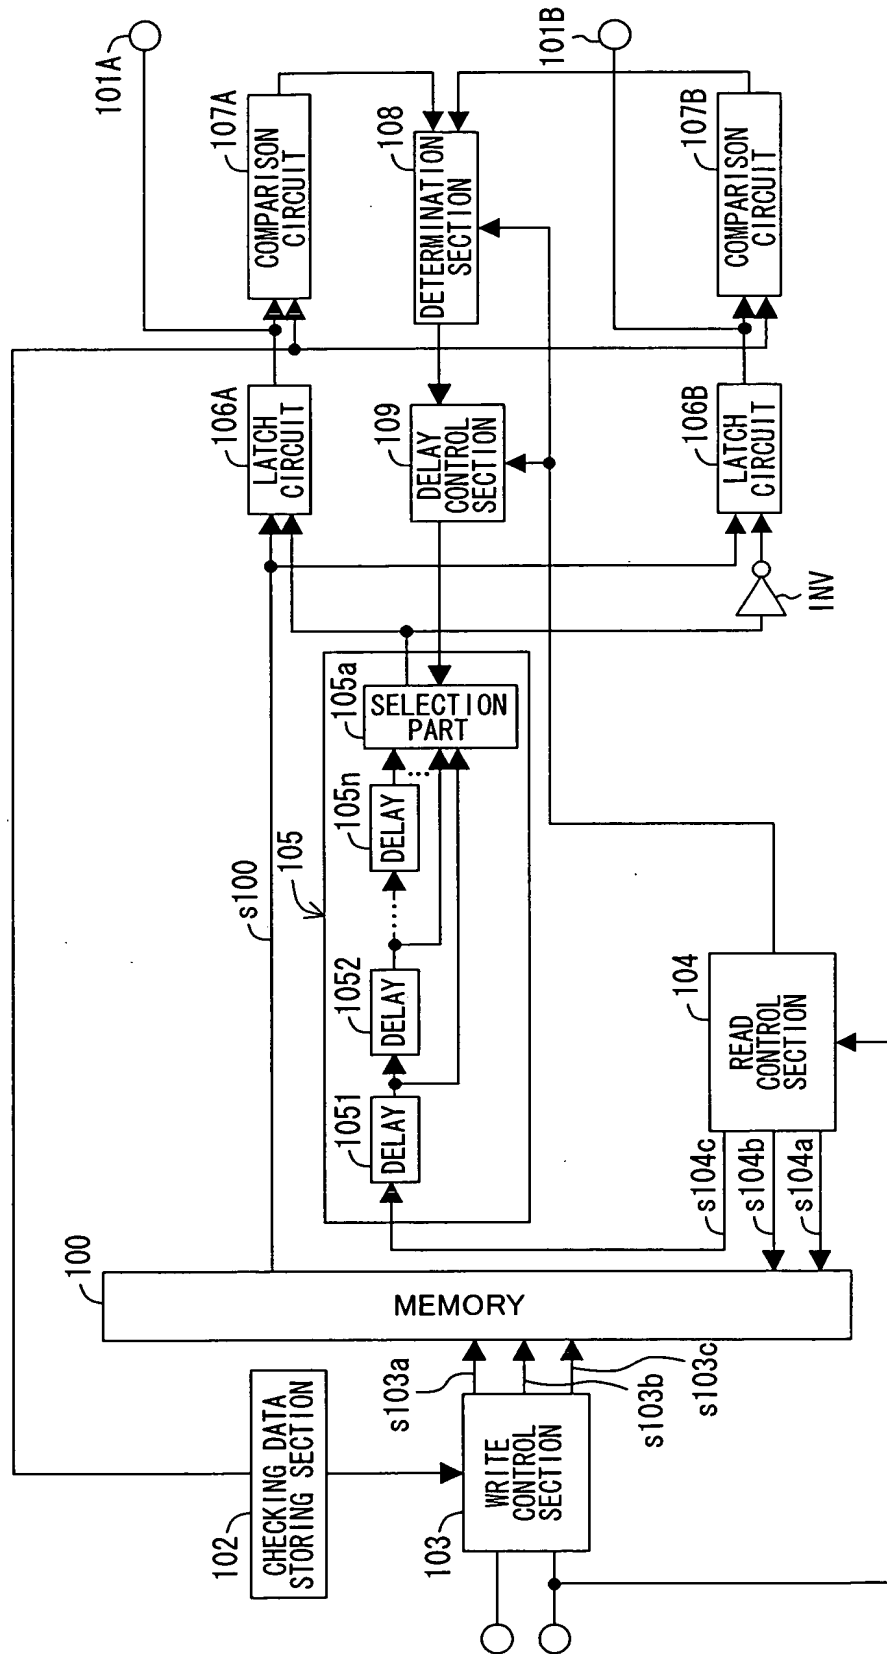 101A
107A
COMPARISON
CIRCUIT
108
DETERMINATION
SECTION
101B
107B
COMPARISON
CIRCUIT
106A
LATCH
CIRCUIT
109
DELAY
CONTROL
SECTION
106B
LATCH
CIRCUIT
INV
s100
105
105a
SELECTION
PART
105n
DELAY
1052
DELAY
1051
DELAY
104
READ
CONTROL
SECTION
s104c
s104b
s104a
100
MEMORY
s103a
s103b
s103c
102
CHECKING DATA
STORING SECTION
103
WRITE
CONTROL
SECTION